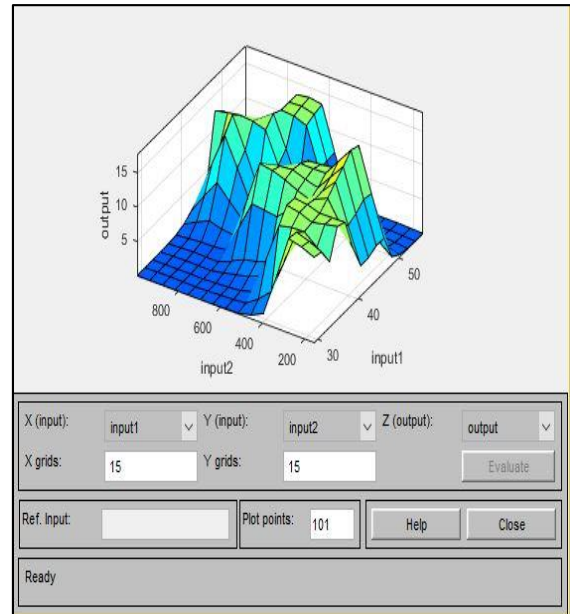 15
10
5
output
800
600
400
200
input2
30
40
50
input1
X (input):
input1
Y (input):
input2
Z (output):
output
X grids:
15
Y grids:
15
Evaluate
Ref. Input:
Plot points:
101
Help
Close
Ready